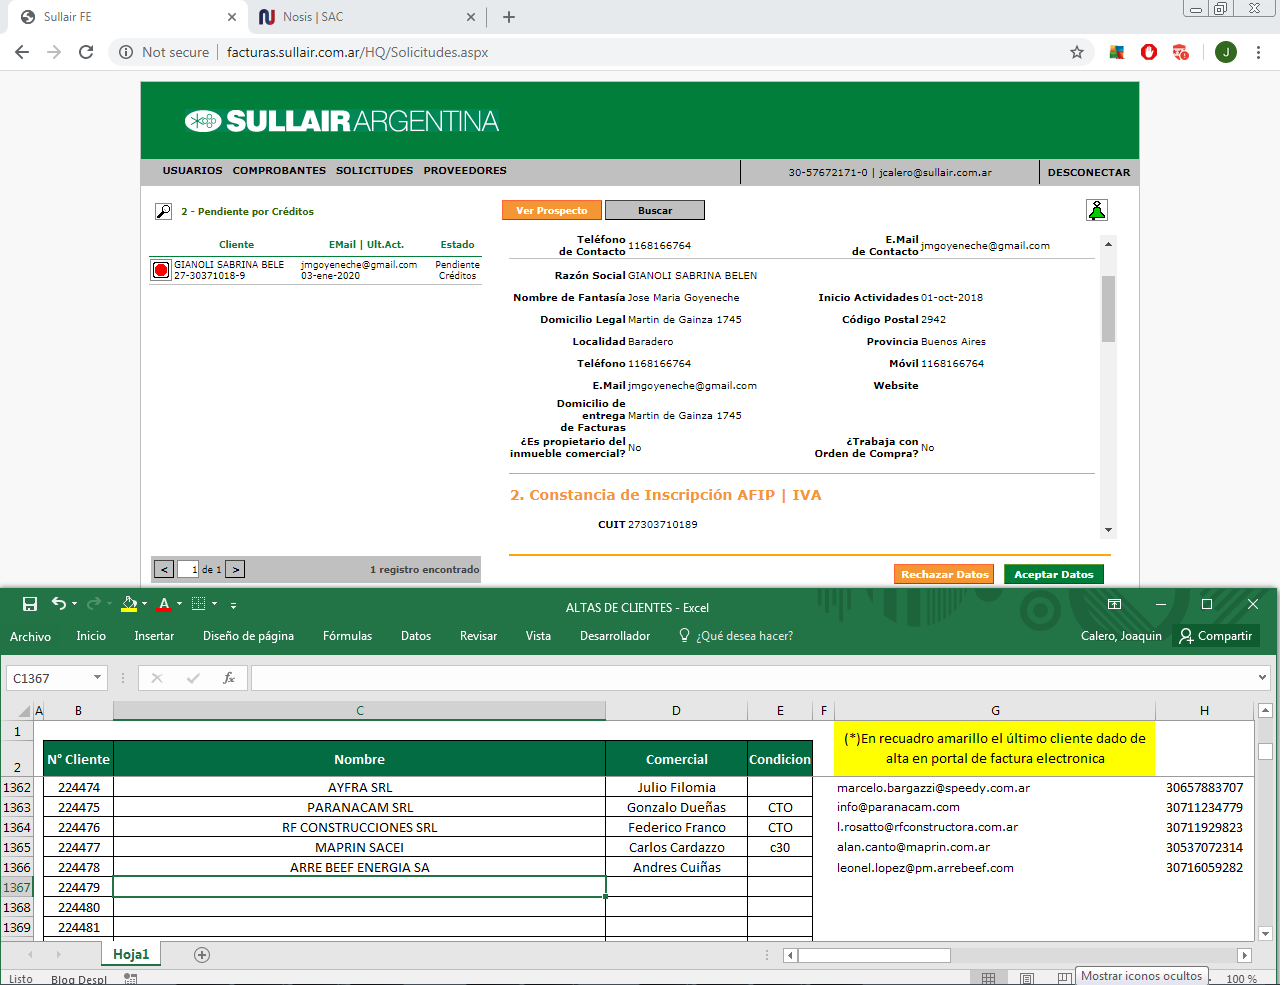 Sullair FE
Nosis | SAC
Not secure
facturas.sullair.com.ar/HQ/Solicitudes.aspx
J
SULLAIR ARGENTINA
USUARIOS COMPROBANTES SOLICITUDES PROVEEDORES
30-57672171-0 | jcalero@sullair.com.ar
DESCONECTAR
2 - Pendiente por Créditos
Cliente EMail | Ult.Act. Estado
GIANOLI SABRINA BELE jmgoyeneche@gmail.com Pendiente
27-30371018-9 03-ene-2020 Créditos
< 1 de 1 >
1 registro encontrado
Ver Prospecto Buscar
Teléfono de Contacto 1168166764 E.Mail de Contacto jmgoyeneche@gmail.com
Razón Social GIANOLI SABRINA BELEN
Nombre de Fantasía Jose Maria Goyeneche Inicio Actividades 01-oct-2018
Domicilio Legal Martin de Gainza 1745 Código Postal 2942
Localidad Baradero Provincia Buenos Aires
Teléfono 1168166764 Móvil 1168166764
E.Mail jmgoyeneche@gmail.com Website
Domicilio de entrega de Facturas Martin de Gainza 1745
¿Es propietario del inmueble comercial? No ¿Trabaja con Orden de Compra? No
2. Constancia de Inscripción AFIP | IVA
CUIT 27303710189
Rechazar Datos Aceptar Datos
ALTAS DE CLIENTES - Excel
Archivo Inicio Insertar Diseño de página Fórmulas Datos Revisar Vista Desarrollador ¿Qué desea hacer? Calero, Joaquin Compartir
C1367 fx
A B C D E F G H
1
2 N° Cliente Nombre Comercial Condicion (*)En recuadro amarillo el último cliente dado de
alta en portal de factura electronica
1362 224474 AYFRA SRL Julio Filomia marcelo.bargazzi@speedy.com.ar 30657883707
1363 224475 PARANACAM SRL Gonzalo Dueñas CTO info@paranacam.com 30711234779
1364 224476 RF CONSTRUCCIONES SRL Federico Franco CTO l.rosatto@rfconstructora.com.ar 30711929823
1365 224477 MAPRIN SACEI Carlos Cardazzo c30 alan.canto@maprin.com.ar 30537072314
1366 224478 ARRE BEEF ENERGIA SA Andres Cuiñas leonel.lopez@pm.arrebeef.com 30716059282
1367 224479
1368 224480
1369 224481
Hoja1
Listo Bloq Despl
Mostrar iconos ocultos
100 %